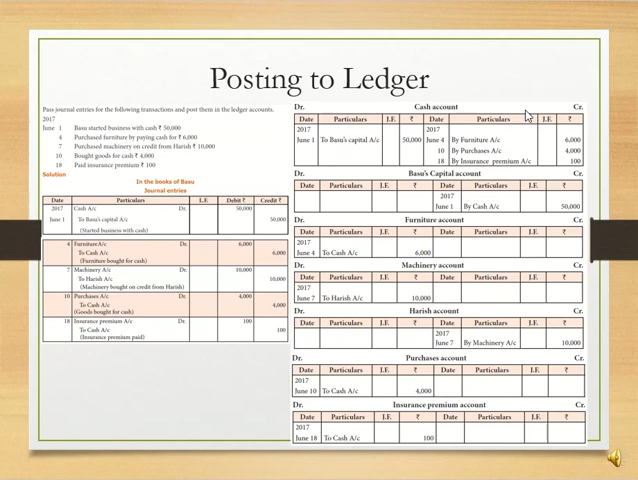 Posting to Ledger
Pass journal entries for the following transactions and post them in the ledger accounts.
2017
June 1 Basu started business with cash ₹ 50,000
4 Purchased furniture by paying cash for ₹ 6,000
7 Purchased machinery on credit from Harish ₹ 10,000
10 Bought goods for cash ₹ 4,000
18 Paid insurance premium ₹ 100
Solution
In the books of Basu
Journal entries
Date Particulars L.F. Debit ₹ Credit ₹
2017 Cash A/c Dr. 50,000
June 1 To Basu's capital A/c 50,000
(Started business with cash)
4 FurnitureA/c Dr. 6,000
To Cash A/c 6,000
(Furniture bought for cash)
7 Machinery A/c Dr. 10,000
To Harish A/c 10,000
(Machinery bought on credit from Harish)
10 Purchases A/c Dr. 4,000
To Cash A/c 4,000
(Goods bought for cash)
18 Insurance premium A/c Dr. 100
To Cash A/c 100
(Insurance premium paid)
Dr. Cash account Cr.
Date Particulars J.F. ₹ Date Particulars J.F. ₹
2017 2017
June 1 To Basu's capital A/c 50,000 June 4 By Furniture A/c 6,000
10 By Purchases A/c 4,000
18 By Insurance premium A/c 100
Dr. Basu's Capital account Cr.
Date Particulars J.F. ₹ Date Particulars J.F. ₹
2017
June 1 By Cash A/c 50,000
Dr. Furniture account Cr.
Date Particulars J.F. ₹ Date Particulars J.F. ₹
2017
June 4 To Cash A/c 6,000
Dr. Machinery account Cr.
Date Particulars J.F. ₹ Date Particulars J.F. ₹
2017
June 7 To Harish A/c 10,000
Dr. Harish account Cr.
Date Particulars J.F. ₹ Date Particulars J.F. ₹
2017
June 7 By Machinery A/c 10,000
Dr. Purchases account Cr.
Date Particulars J.F. ₹ Date Particulars J.F. ₹
2017
June 10 To Cash A/c 4,000
Dr. Insurance premium account Cr.
Date Particulars J.F. ₹ Date Particulars J.F. ₹
2017
June 18 To Cash A/c 100